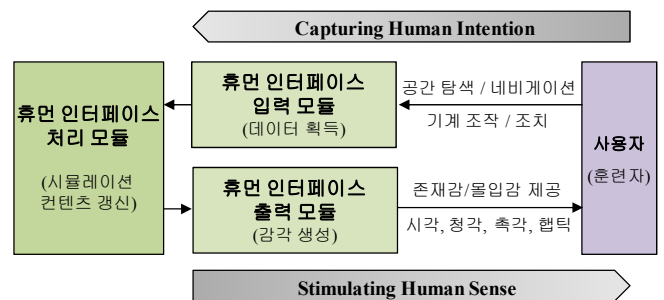 Capturing Human Intention
휴먼 인터페이스
처리 모듈
(시뮬레이션
컨텐츠 갱신)
휴먼 인터페이스
입력 모듈
(데이터 획득)
공간 탐색 / 네비게이션
기계 조작 / 조치
사용자
(훈련자)
휴먼 인터페이스
출력 모듈
(감각 생성)
존재감/몰입감 제공
시각, 청각, 촉각, 햅틱
Stimulating Human Sense